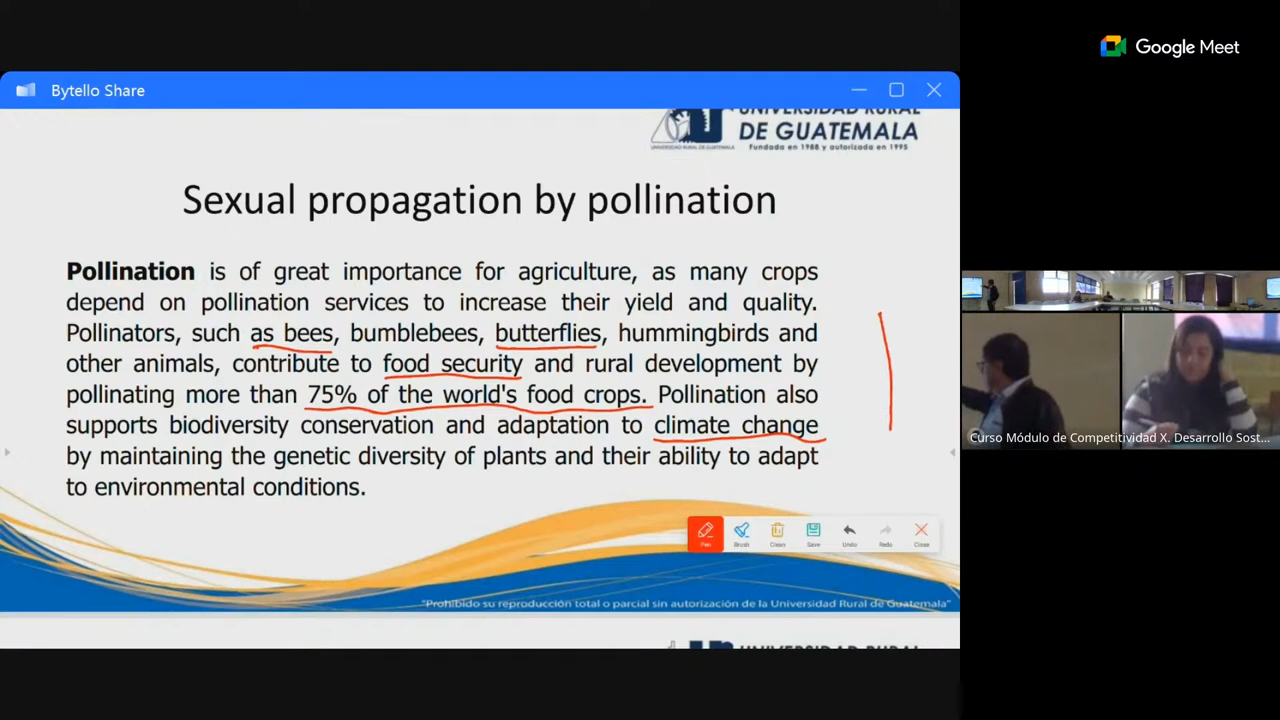 Google Meet
Bytello Share
UNIVERSIDAD RURAL
DE GUATEMALA
Fundada en 1988 y autorizada en 1995
UNIVERSIDAD RURAL DE GUATEMALA
Sexual propagation by pollination
Pollination is of great importance for agriculture, as many crops
depend on pollination services to increase their yield and quality.
Pollinators, such as bees, bumblebees, butterflies, hummingbirds and
other animals, contribute to food security and rural development by
pollinating more than 75% of the world's food crops. Pollination also
supports biodiversity conservation and adaptation to climate change
by maintaining the genetic diversity of plants and their ability to adapt
to environmental conditions.
Curso Módulo de Competitividad X. Desarrollo Sost...
Pen Brush Clean Save Undo Redo Close
"Prohibido su reproducción total o parcial sin autorización de la Universidad Rural de Guatemala"
UNIVERSIDAD RURAL